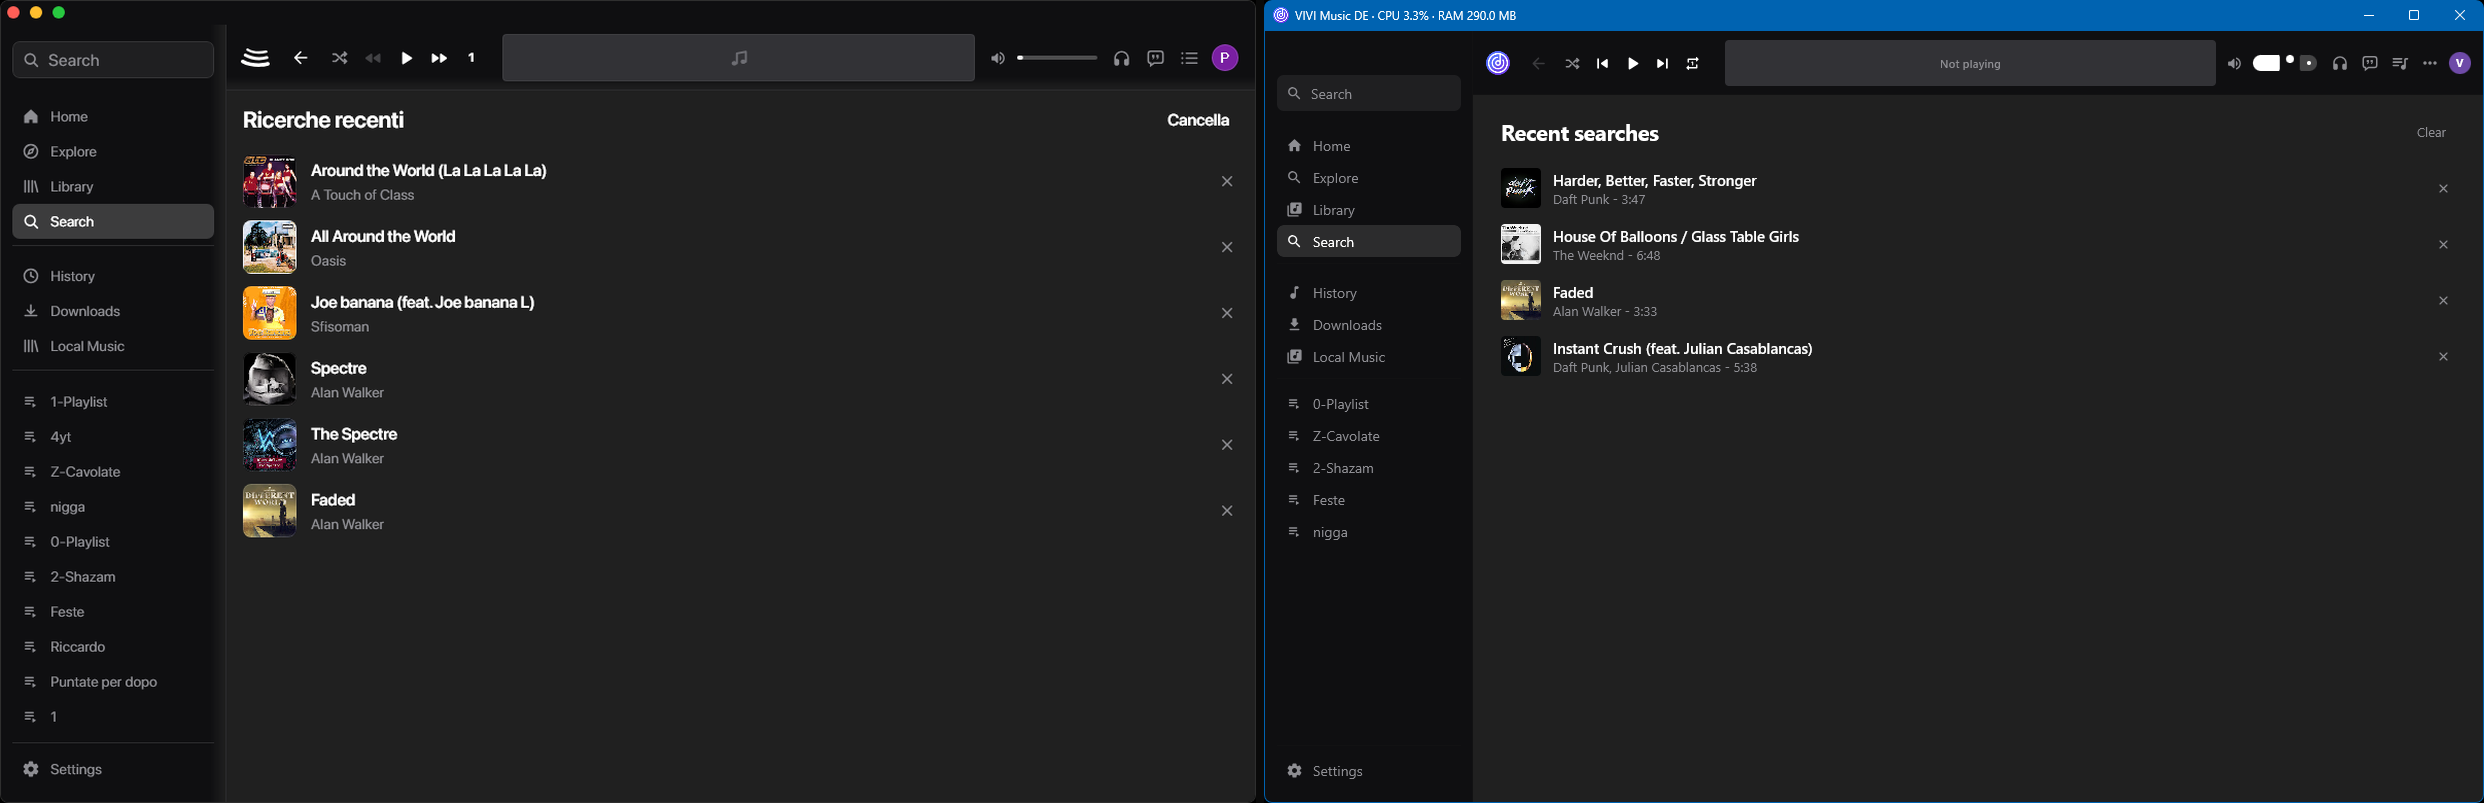 Search
Home
Explore
Library
Search
History
Downloads
Local Music
1-Playlist
4yt
Z-Cavolate
nigga
0-Playlist
2-Shazam
Feste
Riccardo
Puntate per dopo
1
Settings
1
P
Ricerche recenti
Cancella
Around the World (La La La La La)
A Touch of Class
All Around the World
Oasis
Joe banana (feat. Joe banana L)
Sfisoman
Spectre
Alan Walker
The Spectre
Alan Walker
Faded
Alan Walker
VIVI Music DE · CPU 3.3% · RAM 290.0 MB
Search
Home
Explore
Library
Search
History
Downloads
Local Music
0-Playlist
Z-Cavolate
2-Shazam
Feste
nigga
Settings
Not playing
V
Recent searches
Clear
Harder, Better, Faster, Stronger
Daft Punk - 3:47
House Of Balloons / Glass Table Girls
The Weeknd - 6:48
Faded
Alan Walker - 3:33
Instant Crush (feat. Julian Casablancas)
Daft Punk, Julian Casablancas - 5:38